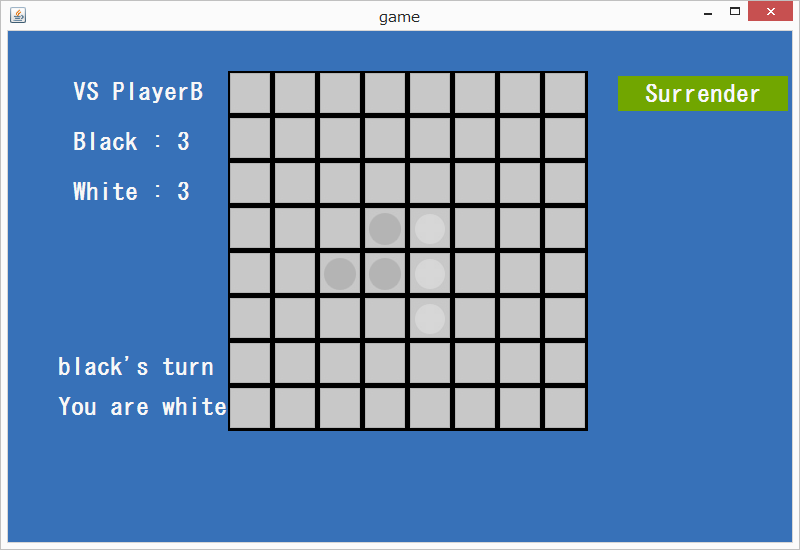 game
VS PlayerB
Surrender
Black : 3
White : 3
black's turn
You are white